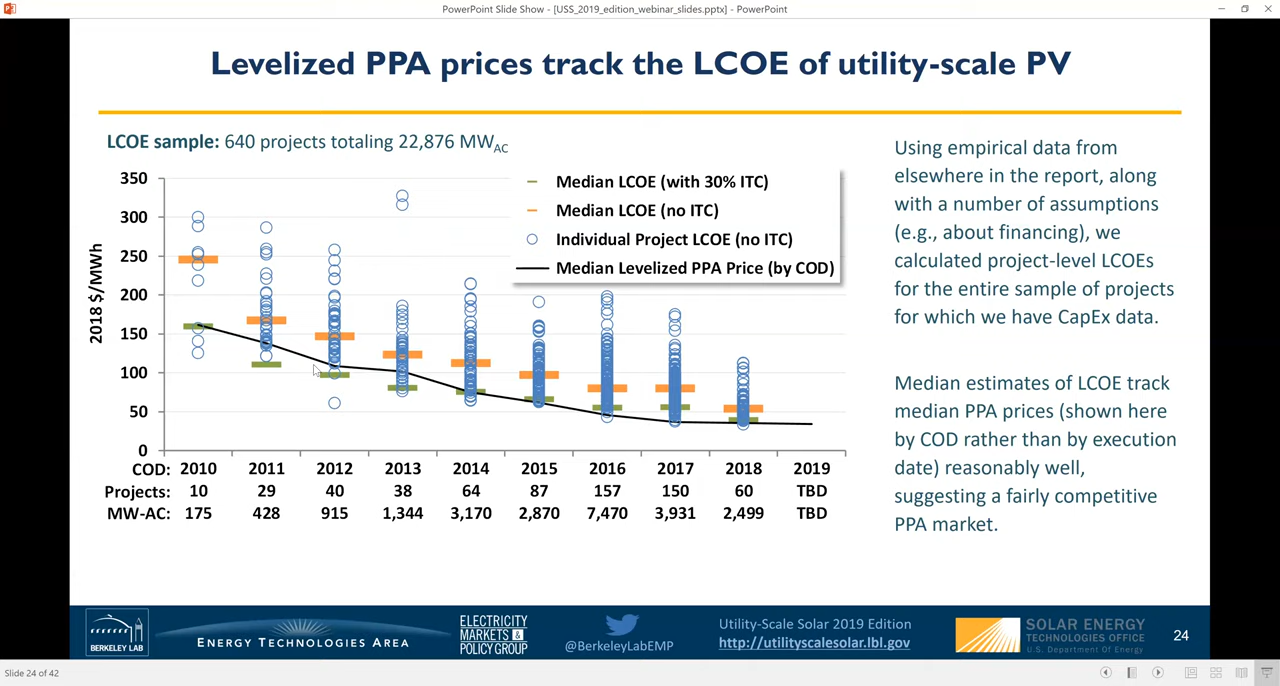 PowerPoint Slide Show - [USS_2019_edition_webinar_slides.pptx] - PowerPoint
Levelized PPA prices track the LCOE of utility-scale PV
LCOE sample: 640 projects totaling 22,876 MWAC
350
300
250
200
150
100
50
0
2018 $/MWh
Median LCOE (with 30% ITC)
Median LCOE (no ITC)
Individual Project LCOE (no ITC)
Median Levelized PPA Price (by COD)
COD: 2010 2011 2012 2013 2014 2015 2016 2017 2018 2019
Projects: 10 29 40 38 64 87 157 150 60 TBD
MW-AC: 175 428 915 1,344 3,170 2,870 7,470 3,931 2,499 TBD
Using empirical data from
elsewhere in the report, along
with a number of assumptions
(e.g., about financing), we
calculated project-level LCOEs
for the entire sample of projects
for which we have CapEx data.
Median estimates of LCOE track
median PPA prices (shown here
by COD rather than by execution
date) reasonably well,
suggesting a fairly competitive
PPA market.
BERKELEY LAB
ENERGY TECHNOLOGIES AREA
ELECTRICITY
MARKETS &
POLICY GROUP
@BerkeleyLabEMP
Utility-Scale Solar 2019 Edition
http://utilityscalesolar.lbl.gov
SOLAR ENERGY
TECHNOLOGIES OFFICE
U.S. Department Of Energy
24
Slide 24 of 42